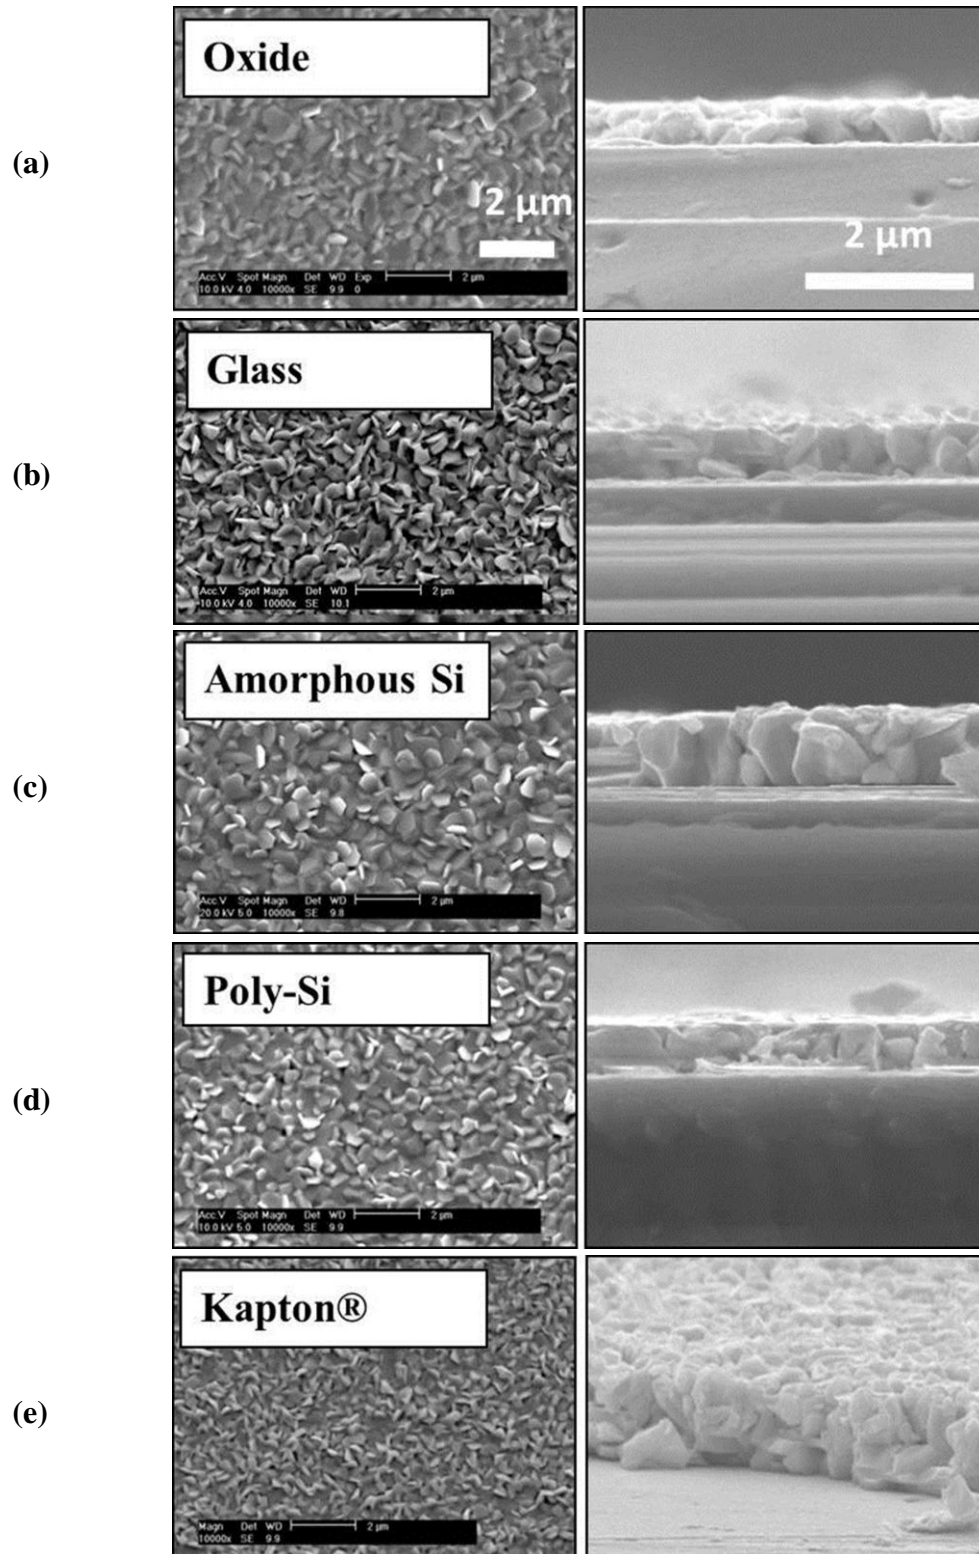 Oxide
(a)
2 μm
2 μm
Acc.V Spot Magn Det WD Exp 2 μm
10.0 kV 4.0 10000x SE 9.9 0
Glass
(b)
Acc.V Spot Magn Det WD 2 μm
10.0 kV 4.0 10000x SE 10.1
Amorphous Si
(c)
Acc.V Spot Magn Det WD 2 μm
20.0 kV 5.0 10000x SE 9.8
Poly-Si
(d)
Acc.V Spot Magn Det WD 2 μm
10.0 kV 5.0 10000x SE 9.9
Kapton®
(e)
Magn Det WD 2 μm
10000x SE 9.9